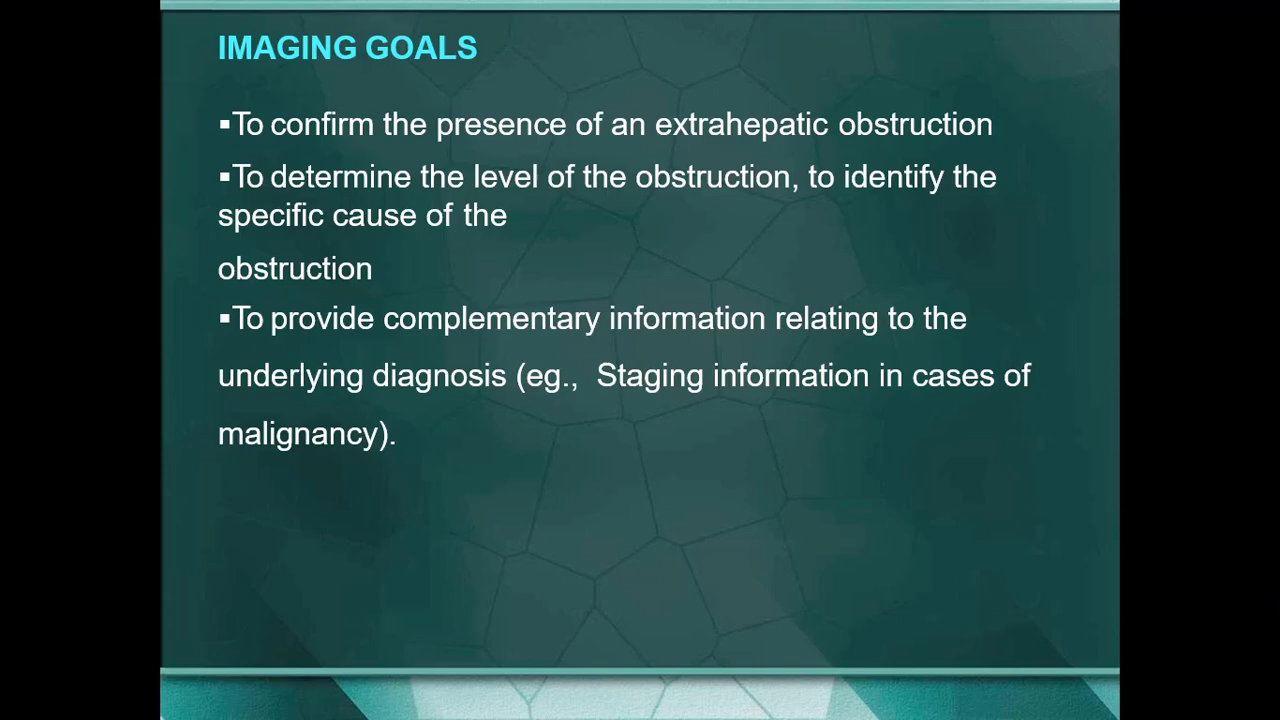 IMAGING GOALS
▪To confirm the presence of an extrahepatic obstruction
▪To determine the level of the obstruction, to identify the
specific cause of the
obstruction
▪To provide complementary information relating to the
underlying diagnosis (eg.,  Staging information in cases of
malignancy).